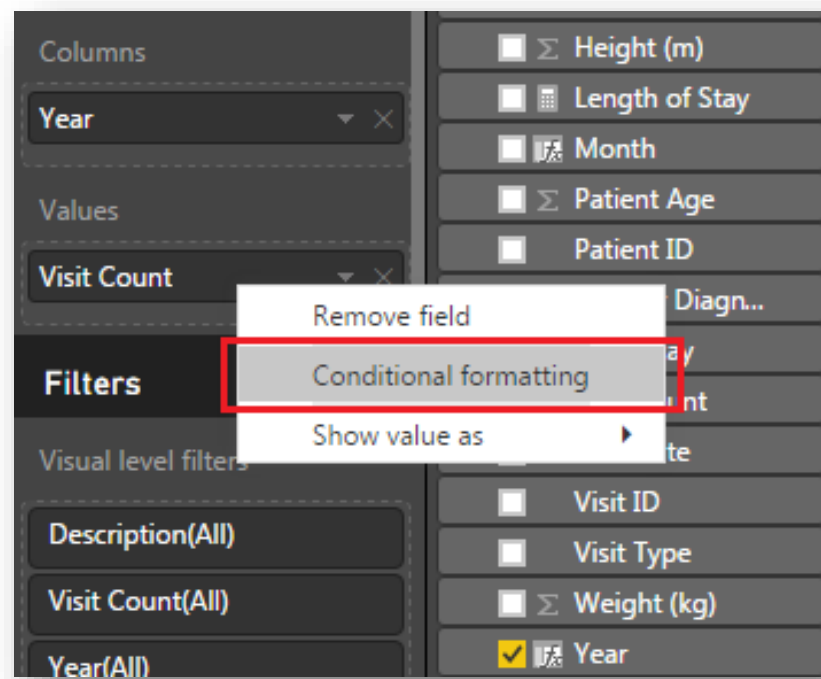 Columns
Year
Values
Visit Count
Filters
Visual level filters
Description(All)
Visit Count(All)
Year(All)
Remove field
Conditional formatting
Show value as
Height (m)
Length of Stay
Month
Patient Age
Patient ID
Diagn...
Visit ID
Visit Type
Weight (kg)
Year